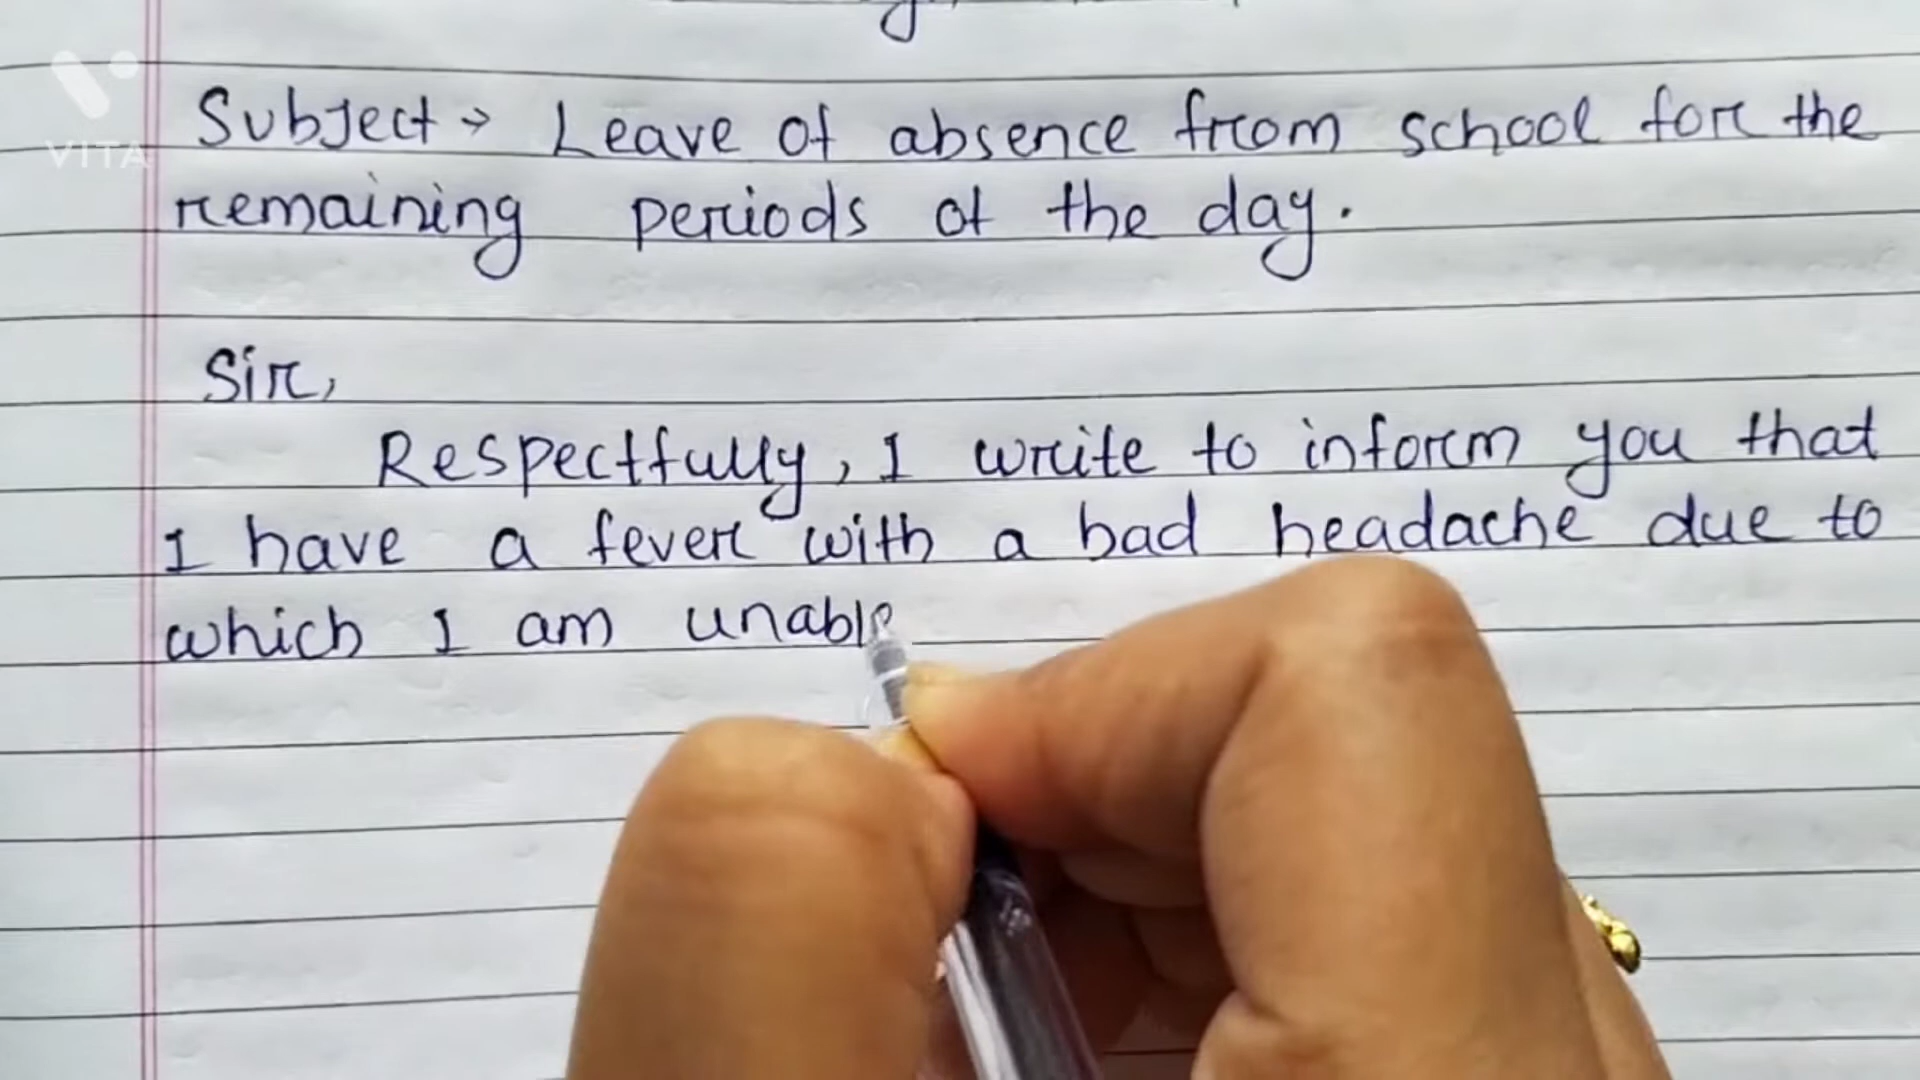 VITA
Subject → Leave of absence from school for the
remaining periods of the day.
Sir,
Respectfully, I write to inform you that
I have a fever with a bad headache due to
which I am unable